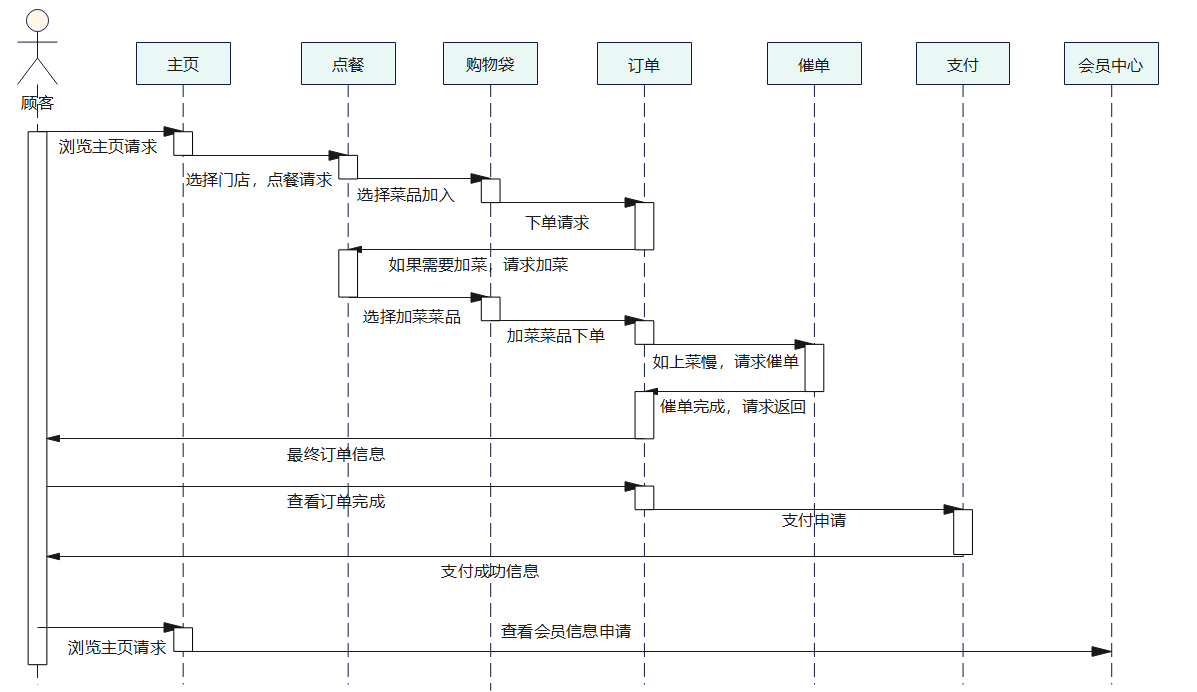 主页
点餐
购物袋
订单
催单
支付
会员中心
顾客
浏览主页请求
选择门店，点餐请求
选择菜品加入
下单请求
如果需要加菜，请求加菜
选择加菜菜品
加菜菜品下单
如上菜慢，请求催单
催单完成，请求返回
最终订单信息
查看订单完成
支付申请
支付成功信息
查看会员信息申请
浏览主页请求